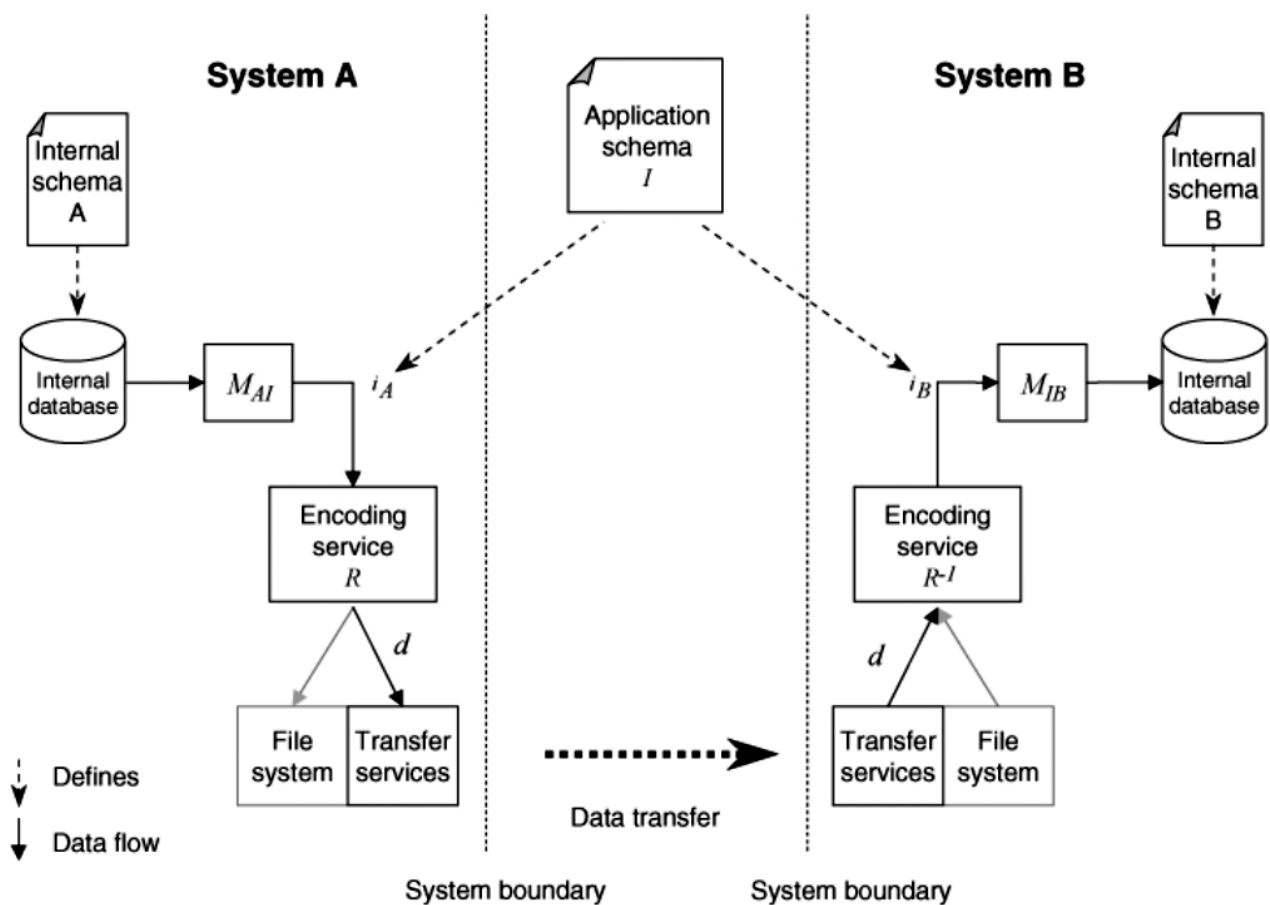 System A
System B
Application
schema
I
Internal
schema
A
Internal
schema
B
Internal
database
M_AI
i_A
i_B
M_IB
Internal
database
Encoding
service
R
Encoding
service
R^-1
d
d
File
system
Transfer
services
Transfer
services
File
system
Defines
Data flow
Data transfer
System boundary
System boundary